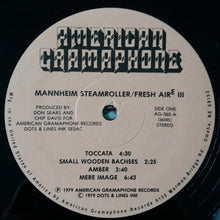 AMERICAN
GRAMAPHONE
MANNHEIM STEAMROLLER/FRESH AIRE III
PRODUCED BY:
DON SEARS AND
CHIP DAVIS FOR
AMERICAN GRAMAPHONE RECORDS
DOTS & LINES INK SESAC
SIDE ONE
AG-365-A
STEREO
TOCCATA 4:30
SMALL WOODEN BACHSES 2:25
AMBER 2:40
MERE IMAGE 6:43
℗ 1979 AMERICAN GRAMAPHONE RECORDS
© 1979 DOTS & LINES INK